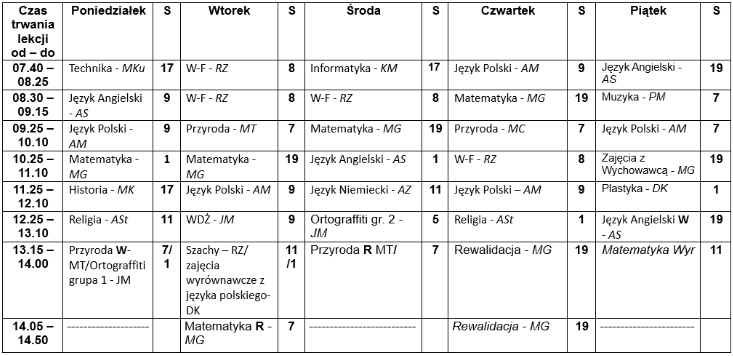 Czas trwania lekcji od – do | Poniedziałek | S | Wtorek | S | Środa | S | Czwartek | S | Piątek | S
07.40 – 08.25 | Technika - MKu | 17 | W-F - RZ | 8 | Informatyka - KM | 17 | Język Polski - AM | 9 | Język Angielski - AS | 19
08.30 – 09.15 | Język Angielski - AS | 9 | W-F - RZ | 8 | W-F - RZ | 8 | Matematyka - MG | 19 | Muzyka - PM | 7
09.25 – 10.10 | Język Polski - AM | 9 | Przyroda - MT | 7 | Matematyka - MG | 19 | Przyroda - MC | 7 | Język Polski - AM | 7
10.25 – 11.10 | Matematyka - MG | 1 | Matematyka - MG | 19 | Język Angielski - AS | 1 | W-F - RZ | 8 | Zajęcia z Wychowawcą - MG | 19
11.25 – 12.10 | Historia - MK | 17 | Język Polski - AM | 9 | Język Niemiecki - AZ | 11 | Język Polski – AM | 9 | Plastyka - DK | 1
12.25 – 13.10 | Religia - ASt | 11 | WDŻ - JM | 9 | Ortograffiti gr. 2 - JM | 5 | Religia - ASt | 1 | Język Angielski W - AS | 19
13.15 – 14.00 | Przyroda W- MT/Ortograffiti grupa 1 - JM | 7/ 1 | Szachy – RZ/ zajęcia wyrównawcze z języka polskiego- DK | 11 /1 | Przyroda R MT/ | 7 | Rewalidacja - MG | 19 | Matematyka Wyr | 11
14.05 – 14.50 | -------------------- | | Matematyka R - MG | 7 | -------------------------- | | Rewalidacja - MG | 19 | ----------------------- |